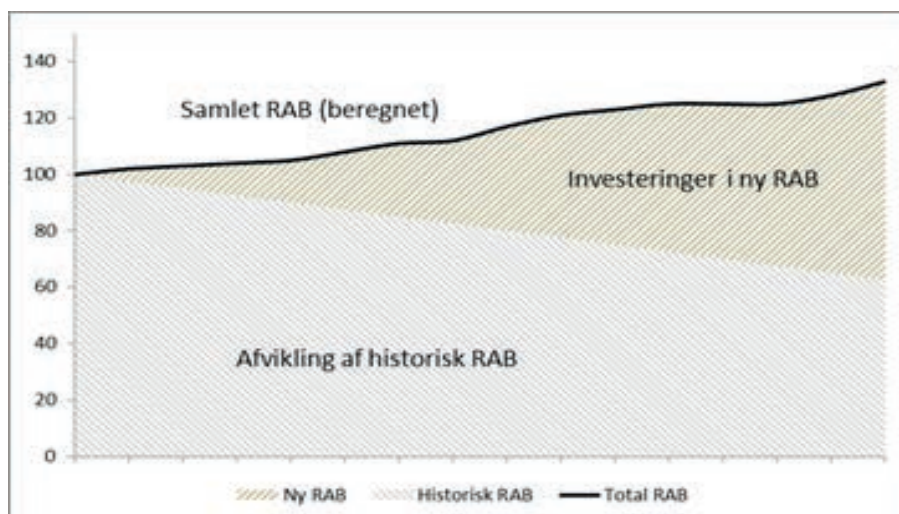 140
120
100
80
60
40
20
0
Samlet RAB (beregnet)
Investeringer i ny RAB
Afvikling af historisk RAB
Ny RAB Historisk RAB Total RAB